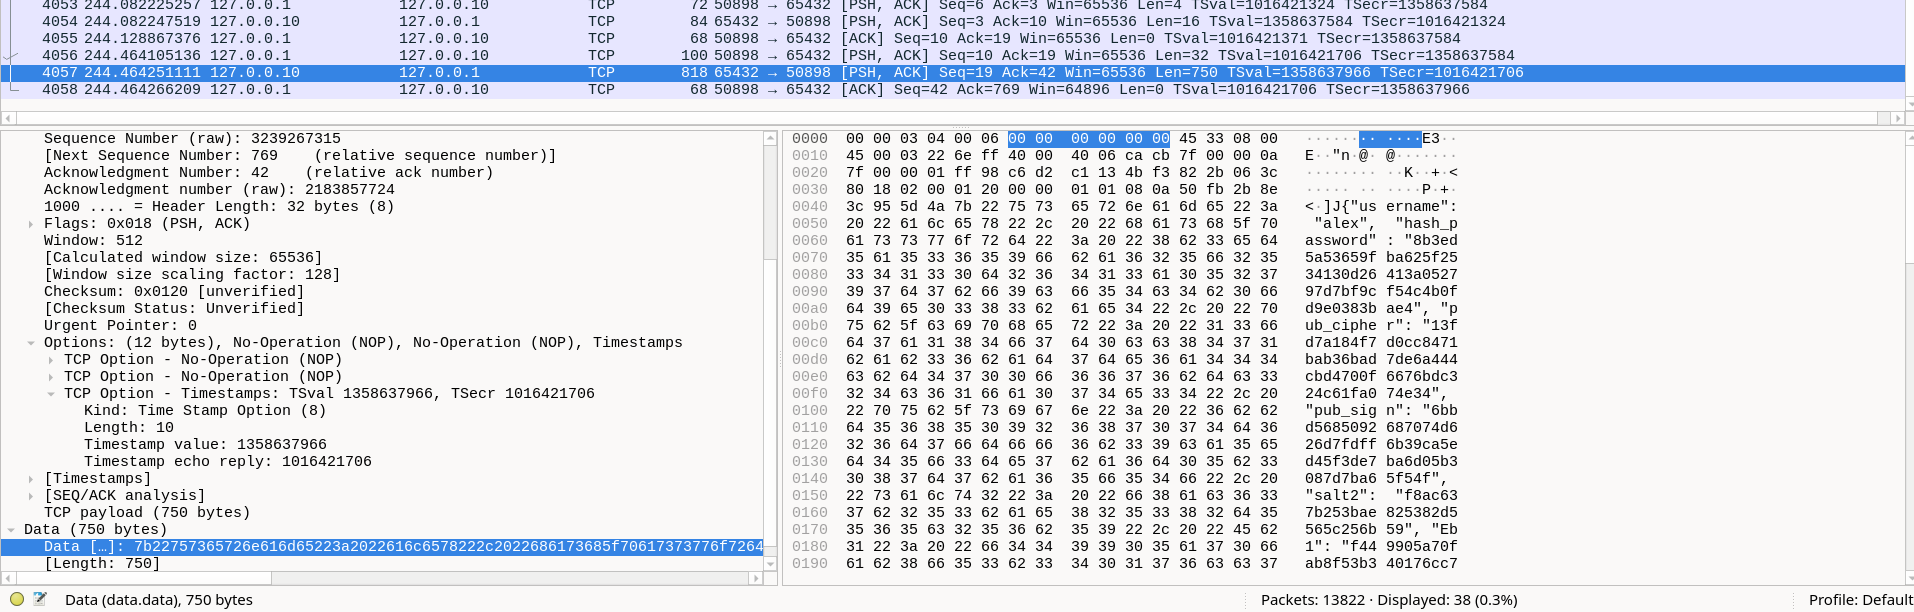 4053 244.082225257 127.0.0.1 127.0.0.10 TCP 72 50898 → 65432 [PSH, ACK] Seq=6 Ack=3 Win=65536 Len=4 TSval=1016421324 TSecr=1358637584
4054 244.082247519 127.0.0.10 127.0.0.1 TCP 84 65432 → 50898 [PSH, ACK] Seq=3 Ack=10 Win=65536 Len=16 TSval=1358637584 TSecr=1016421324
4055 244.128867376 127.0.0.1 127.0.0.10 TCP 68 50898 → 65432 [ACK] Seq=10 Ack=19 Win=65536 Len=0 TSval=1016421371 TSecr=1358637584
4056 244.464105136 127.0.0.1 127.0.0.10 TCP 100 50898 → 65432 [PSH, ACK] Seq=10 Ack=19 Win=65536 Len=32 TSval=1016421706 TSecr=1358637584
4057 244.464251111 127.0.0.10 127.0.0.1 TCP 818 65432 → 50898 [PSH, ACK] Seq=19 Ack=42 Win=65536 Len=750 TSval=1358637966 TSecr=1016421706
4058 244.464266209 127.0.0.1 127.0.0.10 TCP 68 50898 → 65432 [ACK] Seq=42 Ack=769 Win=64896 Len=0 TSval=1016421706 TSecr=1358637966
Sequence Number (raw): 3239267315
[Next Sequence Number: 769    (relative sequence number)]
Acknowledgment Number: 42    (relative ack number)
Acknowledgment number (raw): 2183857724
1000 .... = Header Length: 32 bytes (8)
Flags: 0x018 (PSH, ACK)
Window: 512
[Calculated window size: 65536]
[Window size scaling factor: 128]
Checksum: 0x0120 [unverified]
[Checksum Status: Unverified]
Urgent Pointer: 0
Options: (12 bytes), No-Operation (NOP), No-Operation (NOP), Timestamps
TCP Option - No-Operation (NOP)
TCP Option - No-Operation (NOP)
TCP Option - Timestamps: TSval 1358637966, TSecr 1016421706
Kind: Time Stamp Option (8)
Length: 10
Timestamp value: 1358637966
Timestamp echo reply: 1016421706
[Timestamps]
[SEQ/ACK analysis]
TCP payload (750 bytes)
Data (750 bytes)
Data […]: 7b22757365726e616d65223a2022616c6578222c2022686173685f70617373776f7264
[Length: 750]
0000 00 00 03 04 00 06 00 00 00 00 00 00 45 33 08 00 ········ ····E3··
0010 45 00 03 22 6e ff 40 00 40 06 ca cb 7f 00 00 0a E··"n·@· @·······
0020 7f 00 00 01 ff 98 c6 d2 c1 13 4b f3 82 2b 06 3c ········ ··K··+·<
0030 80 18 02 00 01 20 00 00 01 01 08 0a 50 fb 2b 8e ····· ·· ····P·+·
0040 3c 95 5d 4a 7b 22 75 73 65 72 6e 61 6d 65 22 3a <·]J{"us ername":
0050 20 22 61 6c 65 78 22 2c 20 22 68 61 73 68 5f 70 "alex", "hash_p
0060 61 73 73 77 6f 72 64 22 3a 20 22 38 62 33 65 64 assword" : "8b3ed
0070 35 61 35 33 36 35 39 66 62 61 36 32 35 66 32 35 5a53659f ba625f25
0080 33 34 31 33 30 64 32 36 34 31 33 61 30 35 32 37 34130d26 413a0527
0090 39 37 64 37 62 66 39 63 66 35 34 63 34 62 30 66 97d7bf9c f54c4b0f
00a0 64 39 65 30 33 38 33 62 61 65 34 22 2c 20 22 70 d9e0383b ae4", "p
00b0 75 62 5f 63 69 70 68 65 72 22 3a 20 22 31 33 66 ub_ciphe r": "13f
00c0 64 37 61 31 38 34 66 37 64 30 63 63 38 34 37 31 d7a184f7 d0cc8471
00d0 62 61 62 33 36 62 61 64 37 64 65 36 61 34 34 34 bab36bad 7de6a444
00e0 63 62 64 34 37 30 30 66 36 36 37 36 62 64 63 33 cbd4700f 6676bdc3
00f0 32 34 63 36 31 66 61 30 37 34 65 33 34 22 2c 20 24c61fa0 74e34",
0100 22 70 75 62 5f 73 69 67 6e 22 3a 20 22 36 62 62 "pub_sig n": "6bb
0110 64 35 36 38 35 30 39 32 36 38 37 30 37 34 64 36 d5685092 687074d6
0120 32 36 64 37 66 64 66 66 36 62 33 39 63 61 35 65 26d7fdff 6b39ca5e
0130 64 34 35 66 33 64 65 37 62 61 36 64 30 35 62 33 d45f3de7 ba6d05b3
0140 30 38 37 64 37 62 61 36 35 66 35 34 66 22 2c 20 087d7ba6 5f54f",
0150 22 73 61 6c 74 32 22 3a 20 22 66 38 61 63 36 33 "salt2": "f8ac63
0160 37 62 32 35 33 62 61 65 38 32 35 33 38 32 64 35 7b253bae 825382d5
0170 35 36 35 63 32 35 36 62 35 39 22 2c 20 22 45 62 565c256b 59", "Eb
0180 31 22 3a 20 22 66 34 34 39 39 30 35 61 37 30 66 1": "f44 9905a70f
0190 61 62 38 66 35 33 62 33 34 30 31 37 36 63 63 37 ab8f53b3 40176cc7
Data (data.data), 750 bytes
Packets: 13822 · Displayed: 38 (0.3%)
Profile: Default